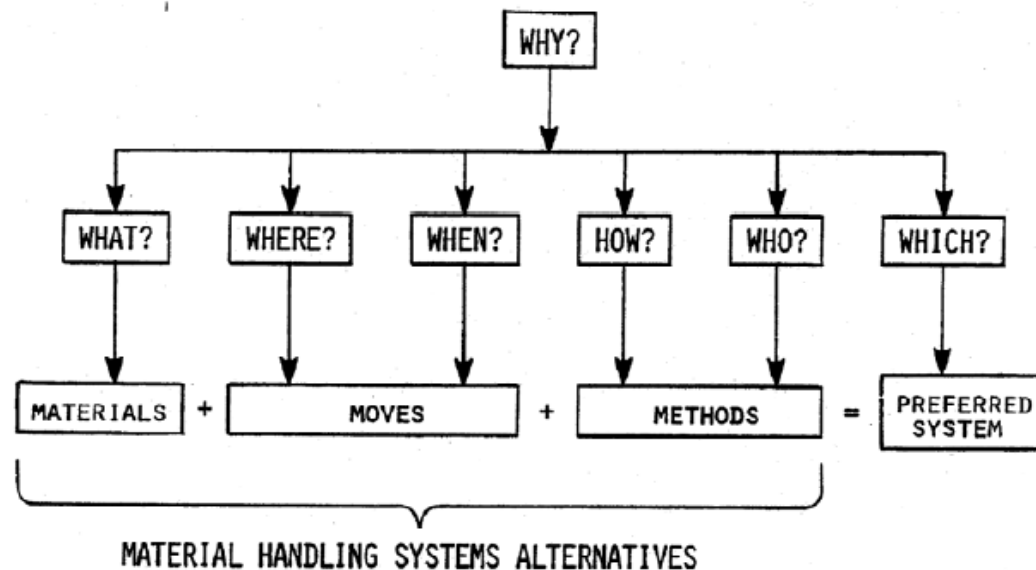 WHY?
WHAT? WHERE? WHEN? HOW? WHO? WHICH?
MATERIALS + MOVES + METHODS = PREFERRED SYSTEM
MATERIAL HANDLING SYSTEMS ALTERNATIVES